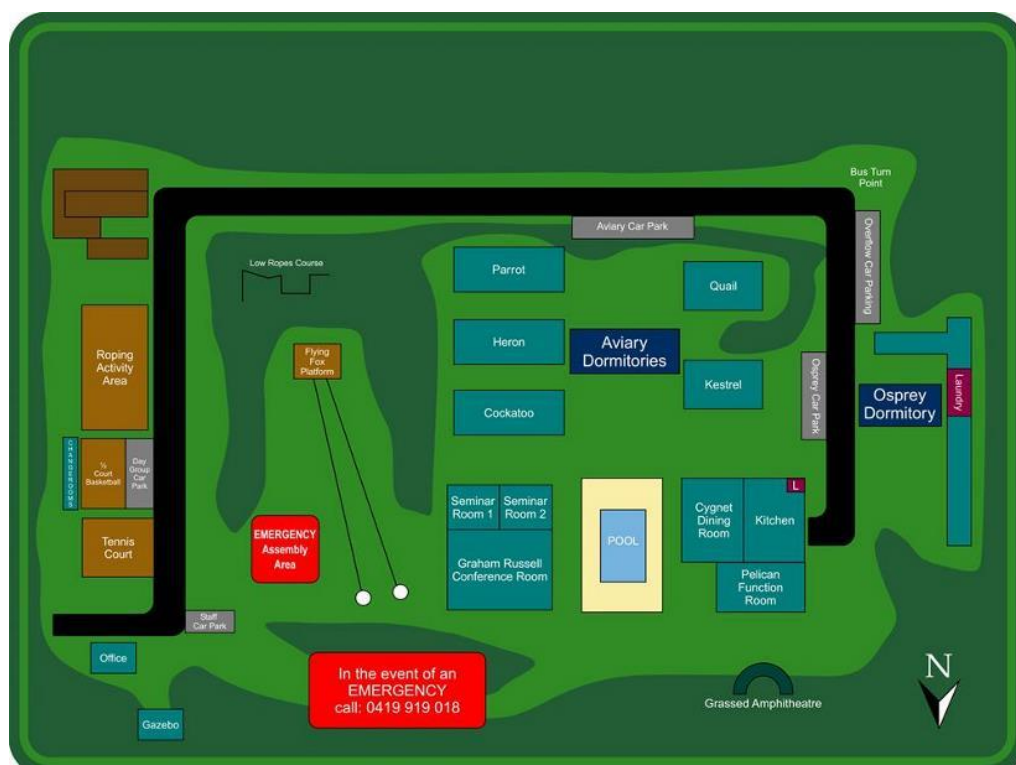 Bus Turn
Point
Aviary Car Park
Overflow Car Parking
Low Ropes Course
Parrot
Quail
Heron
Aviary
Dormitories
Flying
Fox
Platform
Roping
Activity
Area
Kestrel
Osprey Car Park
Osprey
Dormitory
Laundry
Cockatoo
CHANGEROOMS
½
Court
Basketball
Day
Group
Car
Park
Seminar
Room 1
Seminar
Room 2
L
Cygnet
Dining
Room
Kitchen
Tennis
Court
EMERGENCY
Assembly
Area
POOL
Graham Russell
Conference Room
Pelican
Function
Room
Staff
Car Park
Office
In the event of an
EMERGENCY
call: 0419 919 018
N
Grassed Amphitheatre
Gazebo